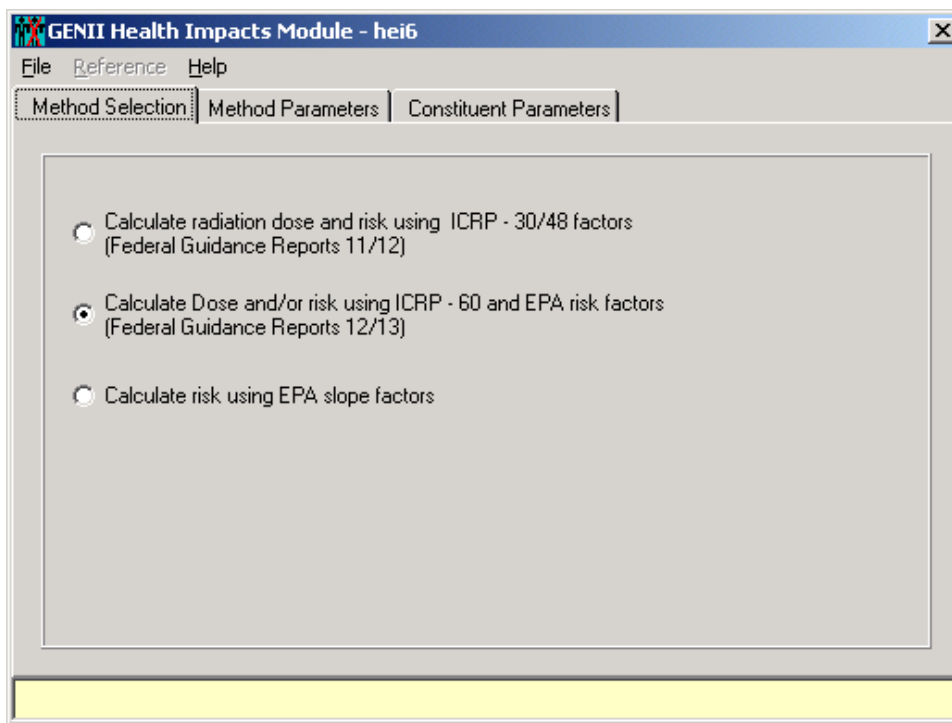 GENII Health Impacts Module - hei6
File Reference Help
Method Selection Method Parameters Constituent Parameters
Calculate radiation dose and risk using ICRP - 30/48 factors
(Federal Guidance Reports 11/12)
Calculate Dose and/or risk using ICRP - 60 and EPA risk factors
(Federal Guidance Reports 12/13)
Calculate risk using EPA slope factors